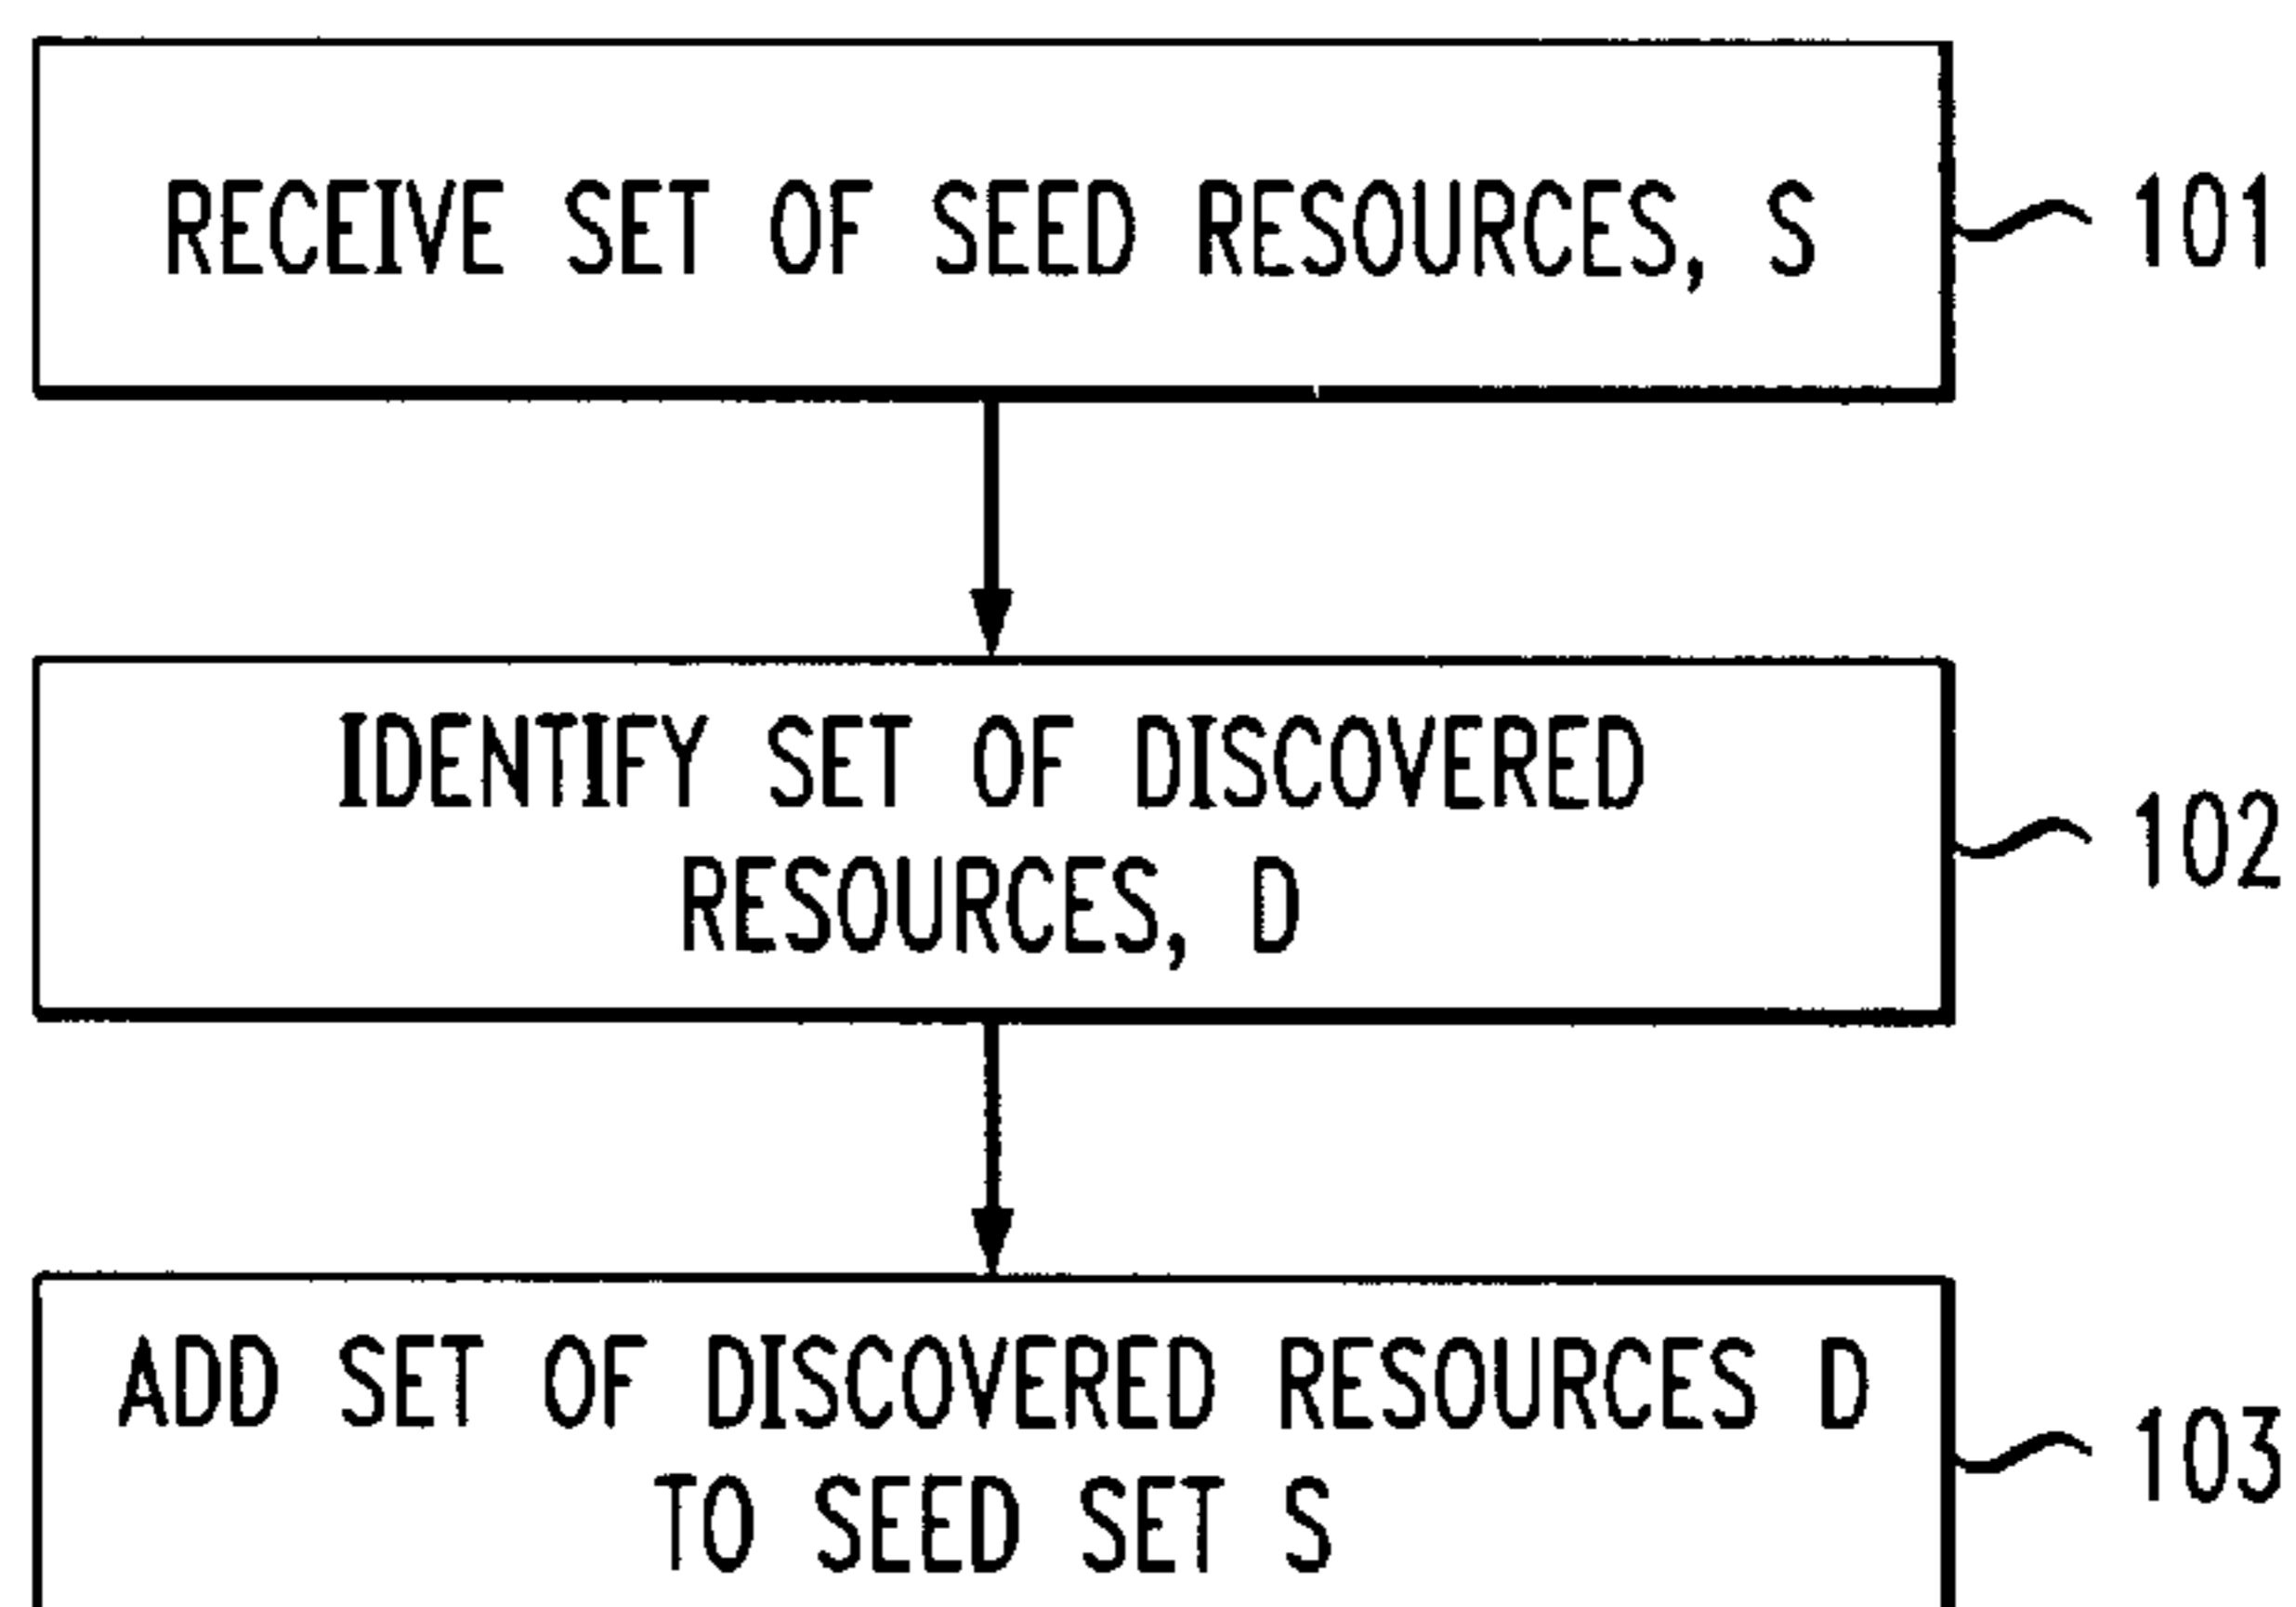 RECEIVE SET OF SEED RESOURCES, S
101
IDENTIFY SET OF DISCOVERED
RESOURCES, D
102
ADD SET OF DISCOVERED RESOURCES D
TO SEED SET S
103